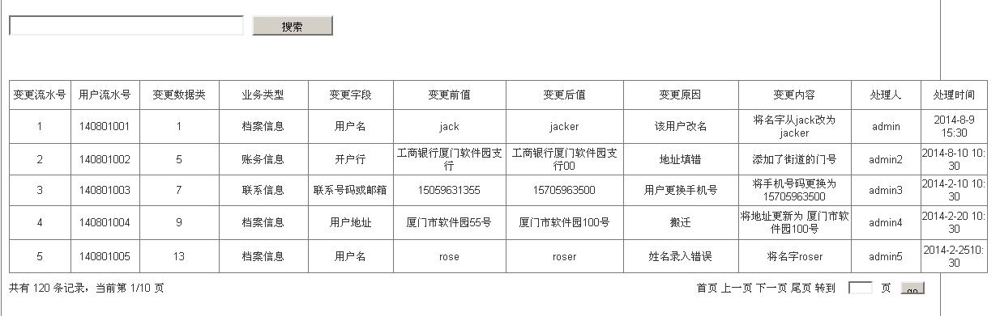 搜索
变更流水号 用户流水号 变更数据类 业务类型 变更字段 变更前值 变更后值 变更原因 变更内容 处理人 处理时间
1 140801001 1 档案信息 用户名 jack jacker 该用户改名 将名字从jack改为jacker admin 2014-8-9 15:30
2 140801002 5 账务信息 开户行 工商银行厦门软件园支行 工商银行厦门软件园支行00 地址填错 添加了街道的门号 admin2 2014-8-10 10:30
3 140801003 7 联系信息 联系号码或邮箱 15059631355 15705963500 用户更换手机号 将手机号码更换为15705963500 admin3 2014-2-10 10:30
4 140801004 9 档案信息 用户地址 厦门市软件园55号 厦门市软件园100号 搬迁 将地址更新为 厦门市软件园100号 admin4 2014-2-20 10:30
5 140801005 13 档案信息 用户名 rose roser 姓名录入错误 将名字roser admin5 2014-2-2510:30
共有 120 条记录，当前第 1/10 页 首页 上一页 下一页 尾页 转到 页 go